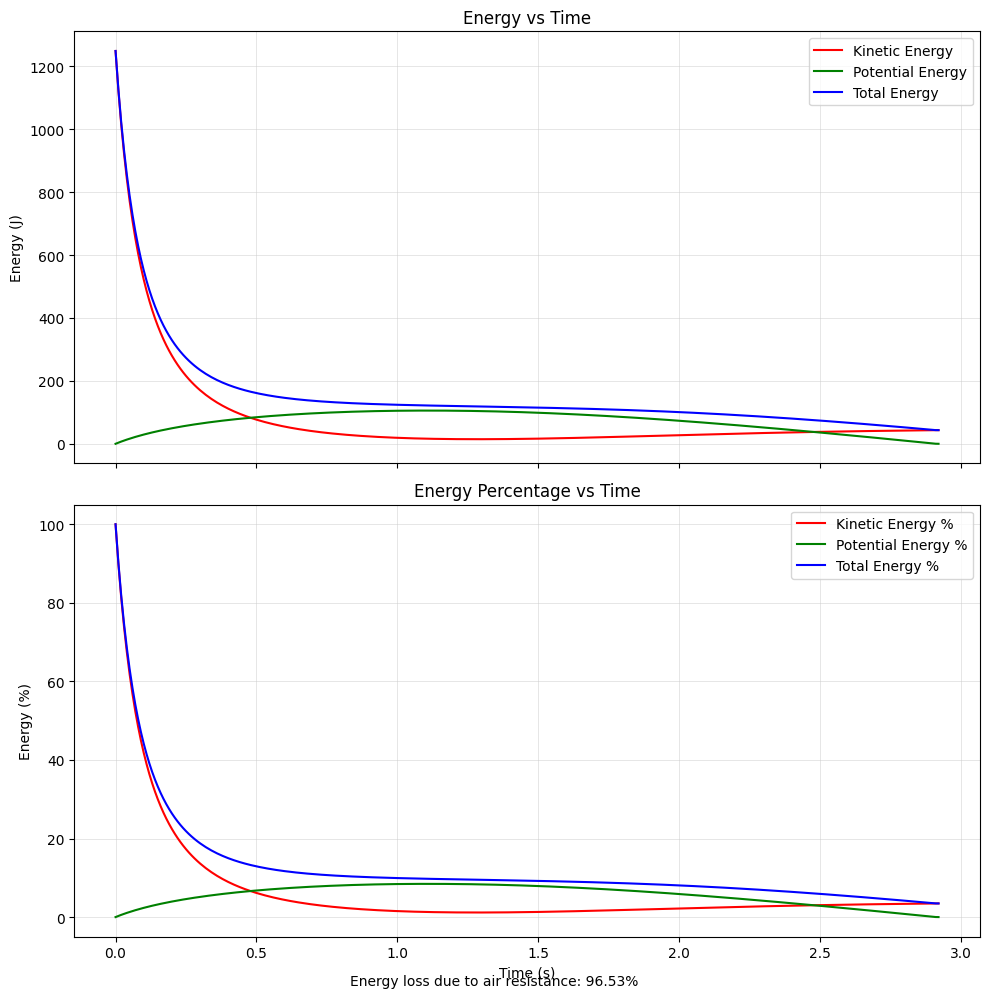 Energy vs Time
1200
1000
800
600
400
200
0
Energy (J)
Kinetic Energy
Potential Energy
Total Energy
Energy Percentage vs Time
100
80
60
40
20
0
Energy (%)
Kinetic Energy %
Potential Energy %
Total Energy %
0.0 0.5 1.0 1.5 2.0 2.5 3.0
Time (s)
Energy loss due to air resistance: 96.53%